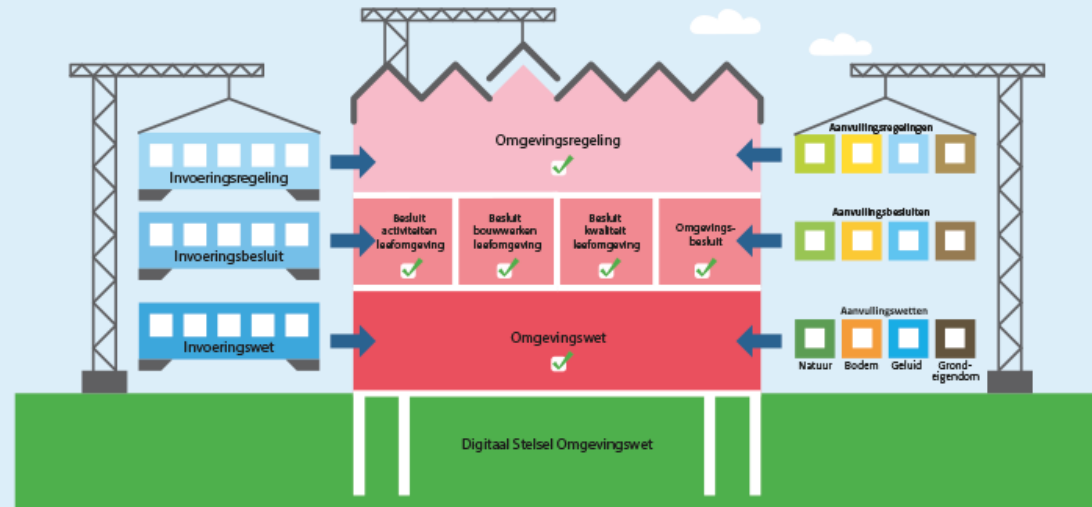 Omgevingsregeling
Invoeringsregeling
Aanvullingsregelingen
Besluit
activiteiten
leefomgeving
Besluit
bouwwerken
leefomgeving
Besluit
kwaliteit
leefomgeving
Omgevings-
besluit
Invoeringsbesluit
Aanvullingsbesluiten
Omgevingswet
Invoeringswet
Aanvullingswetten
Natuur
Bodem
Geluid
Grond-
eigendom
Digitaal Stelsel Omgevingswet